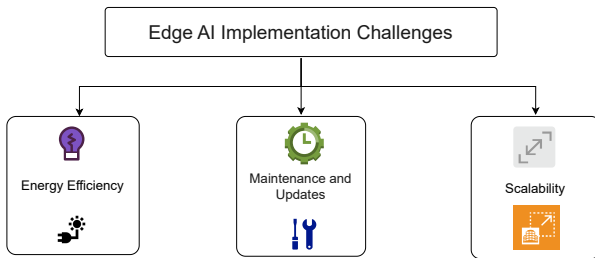 Edge AI Implementation Challenges
Energy Efficiency
Maintenance and
Updates
Scalability